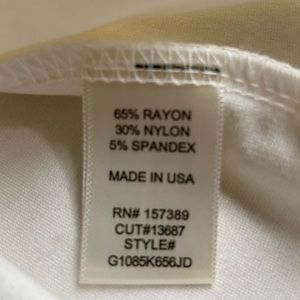 65% RAYON
30% NYLON
5% SPANDEX
MADE IN USA
RN# 157389
CUT#13687
STYLE#
G1085K656JD